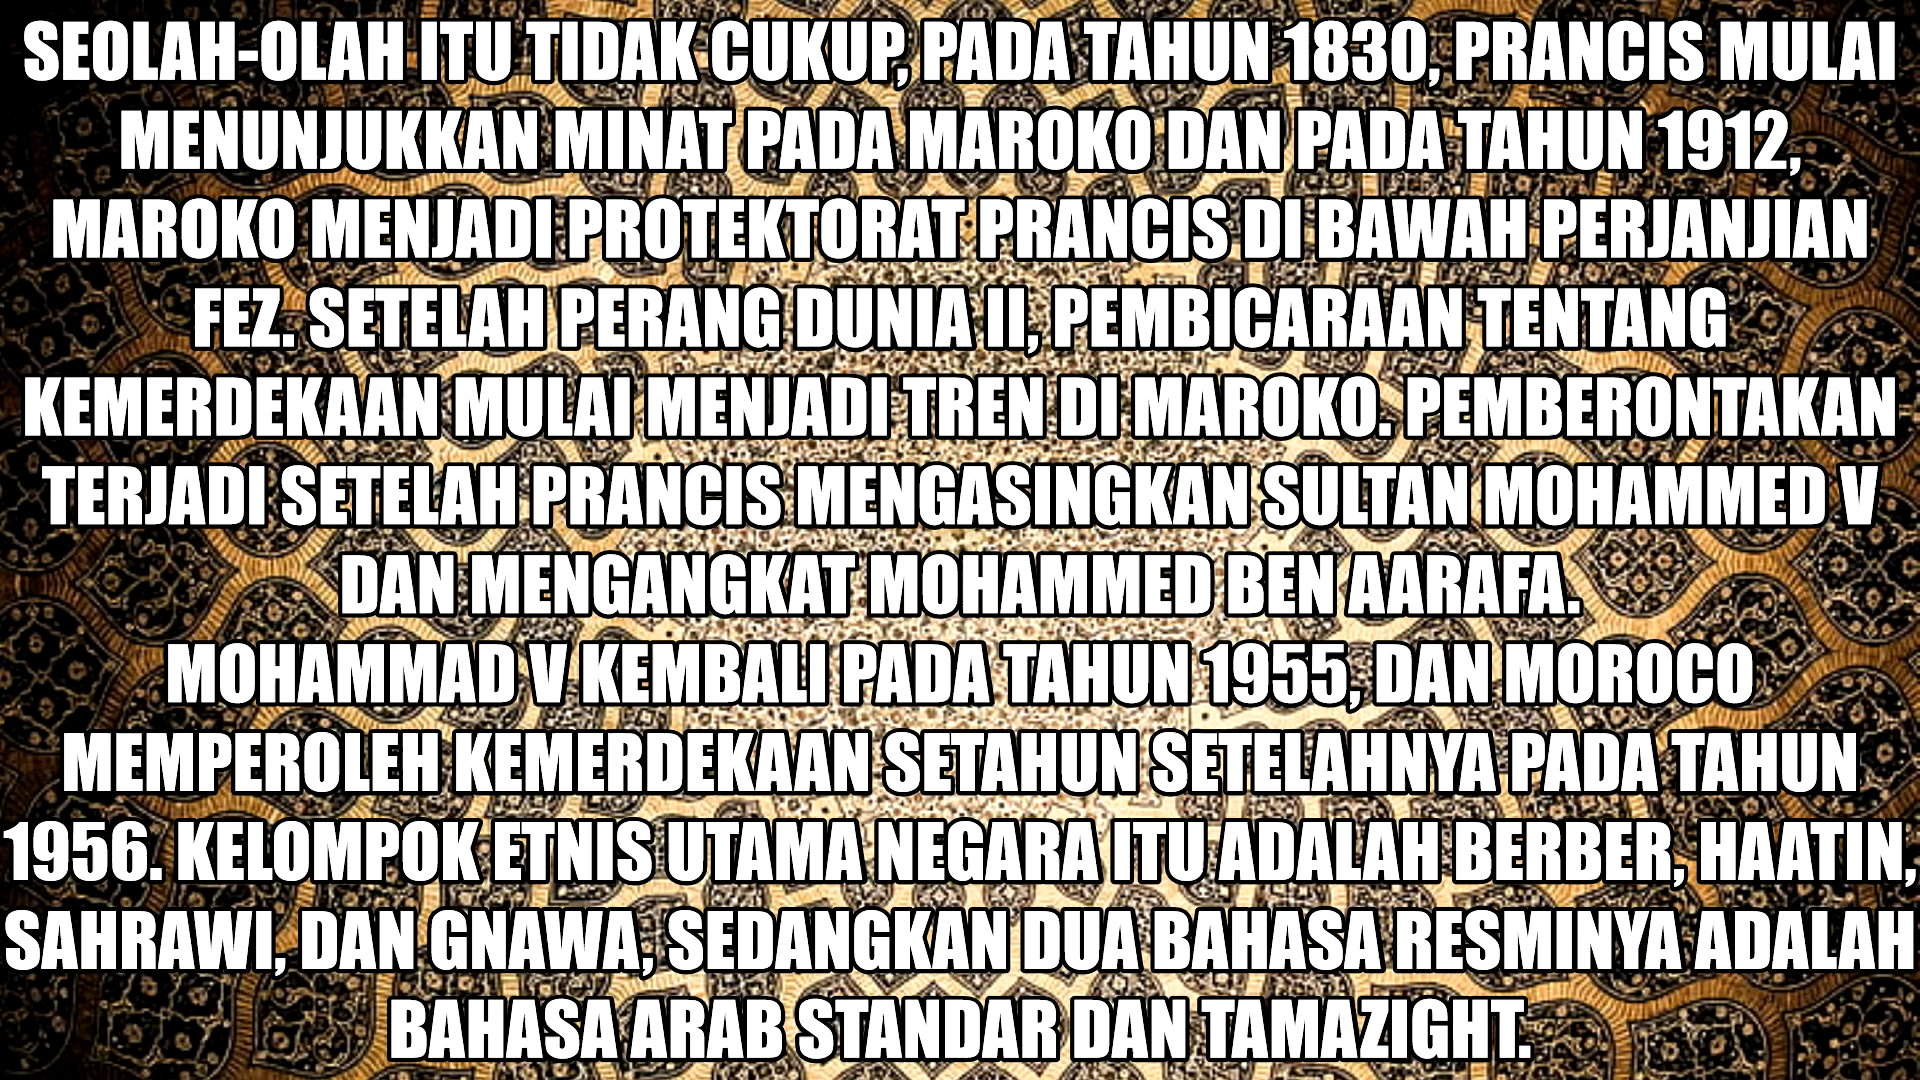 SEOLAH-OLAH ITU TIDAK CUKUP, PADA TAHUN 1830, PRANCIS MULAI
MENUNJUKKAN MINAT PADA MAROKO DAN PADA TAHUN 1912,
MAROKO MENJADI PROTEKTORAT PRANCIS DI BAWAH PERJANJIAN
FEZ. SETELAH PERANG DUNIA II, PEMBICARAAN TENTANG
KEMERDEKAAN MULAI MENJADI TREN DI MAROKO. PEMBERONTAKAN
TERJADI SETELAH PRANCIS MENGASINGKAN SULTAN MOHAMMED V
DAN MENGANGKAT MOHAMMED BEN AARAFA.
MOHAMMAD V KEMBALI PADA TAHUN 1955, DAN MOROCO
MEMPEROLEH KEMERDEKAAN SETAHUN SETELAHNYA PADA TAHUN
1956. KELOMPOK ETNIS UTAMA NEGARA ITU ADALAH BERBER, HAATIN,
SAHRAWI, DAN GNAWA, SEDANGKAN DUA BAHASA RESMINYA ADALAH
BAHASA ARAB STANDAR DAN TAMAZIGHT.